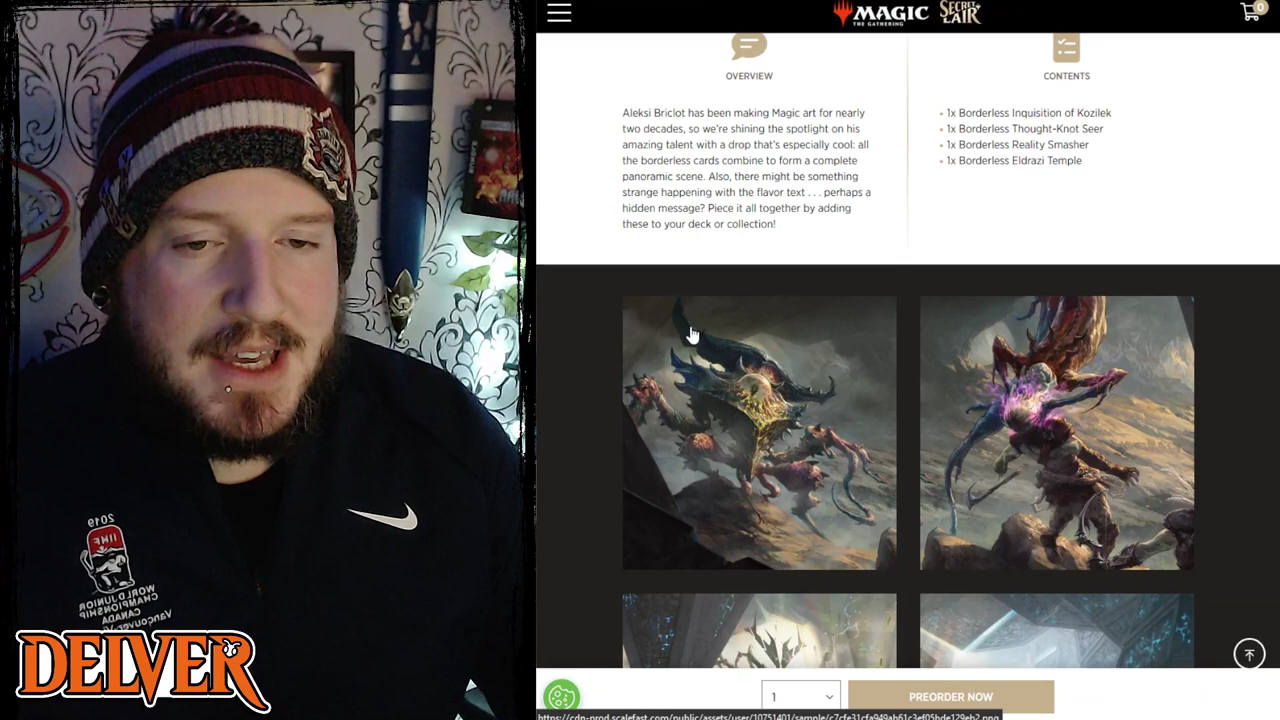 MAGIC
THE GATHERING
SECRET
LAIR
0
OVERVIEW
Aleksi Briclot has been making Magic art for nearly
two decades, so we're shining the spotlight on his
amazing talent with a drop that's especially cool: all
the borderless cards combine to form a complete
panoramic scene. Also, there might be something
strange happening with the flavor text . . . perhaps a
hidden message? Piece it all together by adding
these to your deck or collection!
CONTENTS
1x Borderless Inquisition of Kozilek
1x Borderless Thought-Knot Seer
1x Borderless Reality Smasher
1x Borderless Eldrazi Temple
2019
IIHF
WORLD JUNIOR
CHAMPIONSHIP
CANADA
DELVER
1
PREORDER NOW